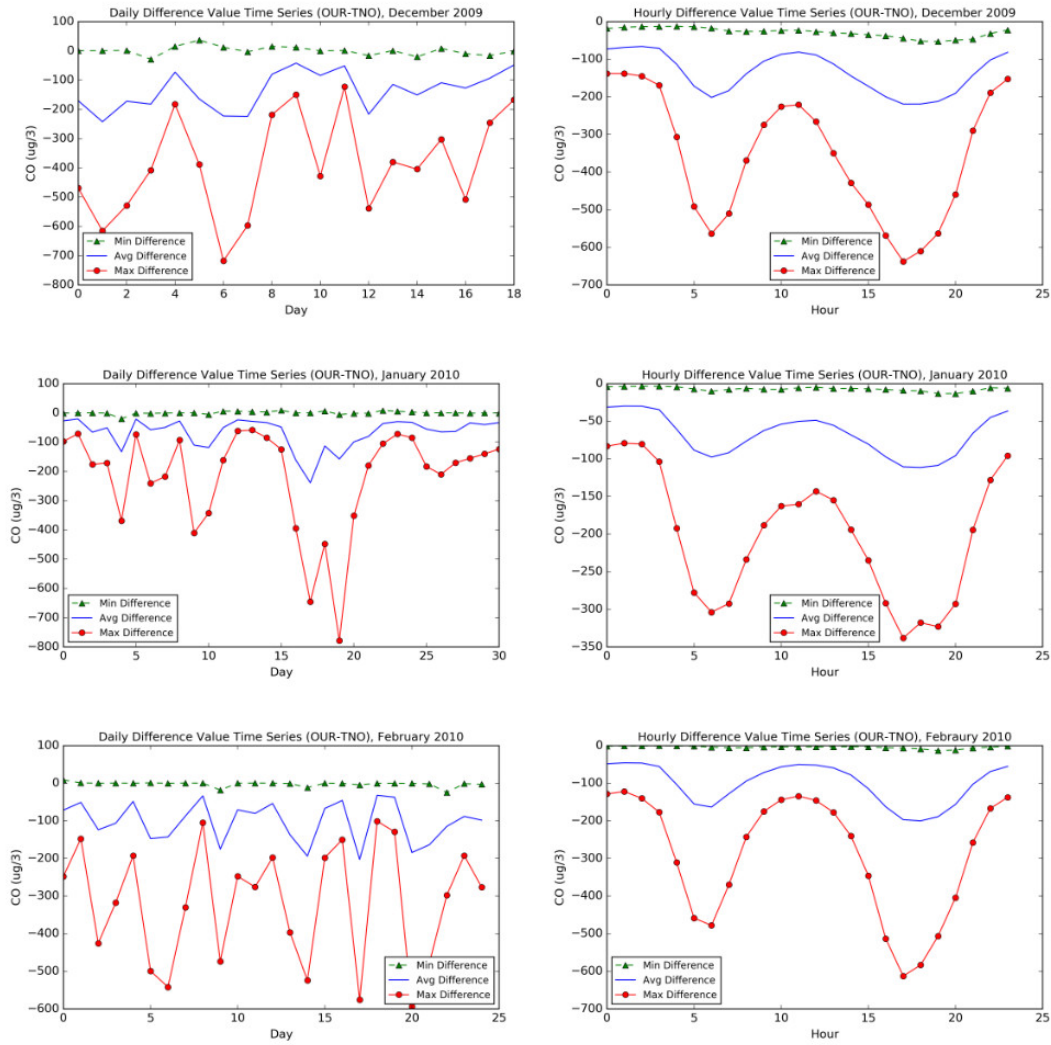 Daily Difference Value Time Series (OUR-TNO), December 2009
100
0
−100
−200
−300
−400
−500
−600
−700
−800
CO (ug/3)
Min Difference
Avg Difference
Max Difference
0 2 4 6 8 10 12 14 16 18
Day
Hourly Difference Value Time Series (OUR-TNO), December 2009
0
−100
−200
−300
−400
−500
−600
−700
CO (ug/3)
Min Difference
Avg Difference
Max Difference
0 5 10 15 20 25
Hour
Daily Difference Value Time Series (OUR-TNO), January 2010
100
0
−100
−200
−300
−400
−500
−600
−700
−800
CO (ug/3)
Min Difference
Avg Difference
Max Difference
0 5 10 15 20 25 30
Day
Hourly Difference Value Time Series (OUR-TNO), January 2010
0
−50
−100
−150
−200
−250
−300
−350
CO (ug/3)
Min Difference
Avg Difference
Max Difference
0 5 10 15 20 25
Hour
Daily Difference Value Time Series (OUR-TNO), February 2010
100
0
−100
−200
−300
−400
−500
−600
CO (ug/3)
Min Difference
Avg Difference
Max Difference
0 5 10 15 20 25
Day
Hourly Difference Value Time Series (OUR-TNO), Febraury 2010
0
−100
−200
−300
−400
−500
−600
−700
CO (ug/3)
Min Difference
Avg Difference
Max Difference
0 5 10 15 20 25
Hour